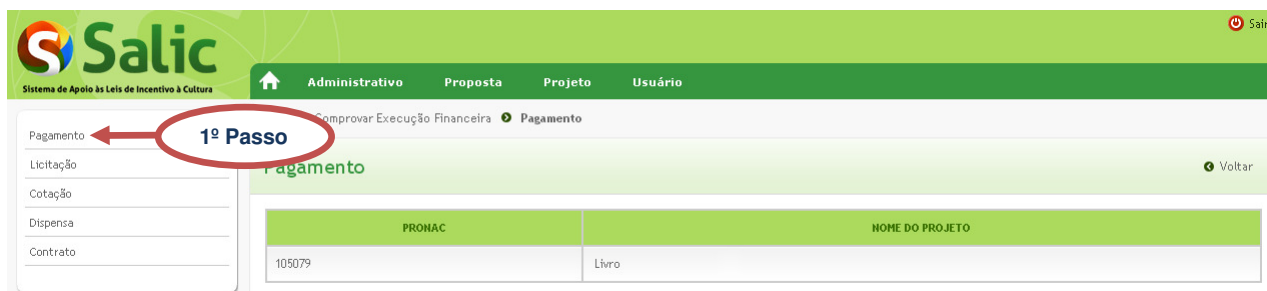 Salic
Sistema de Apoio às Leis de Incentivo à Cultura
Sair
Administrativo Proposta Projeto Usuário
Comprovar Execução Financeira Pagamento
Pagamento
Licitação
Cotação
Dispensa
Contrato
1º Passo
Pagamento
Voltar
PRONAC NOME DO PROJETO
105079 Livro